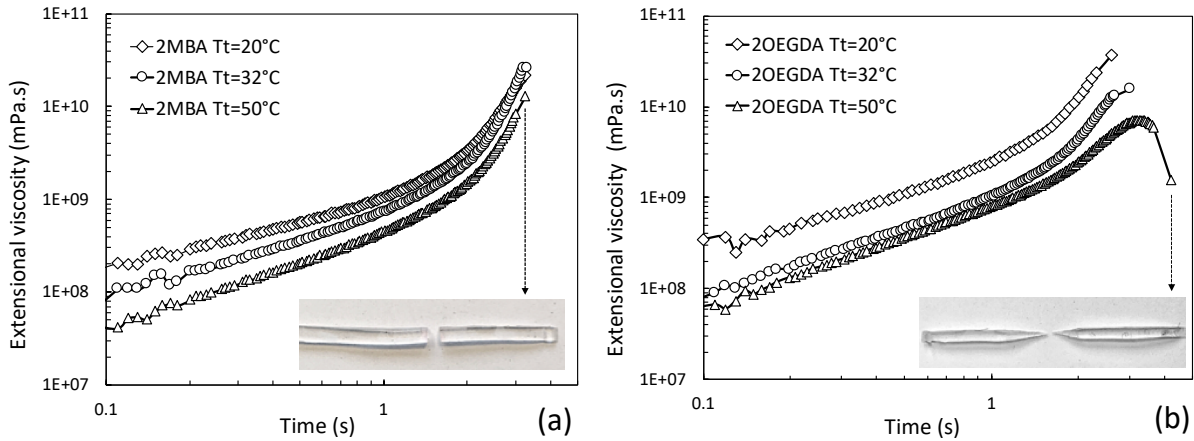 1E+11
1E+10
1E+09
1E+08
1E+07
Extensional viscosity (mPa.s)
2MBA Tt=20°C
2MBA Tt=32°C
2MBA Tt=50°C
0.1
1
Time (s)
(a)
1E+11
1E+10
1E+09
1E+08
1E+07
Extensional viscosity (mPa.s)
2OEGDA Tt=20°C
2OEGDA Tt=32°C
2OEGDA Tt=50°C
0.1
1
Time (s)
(b)